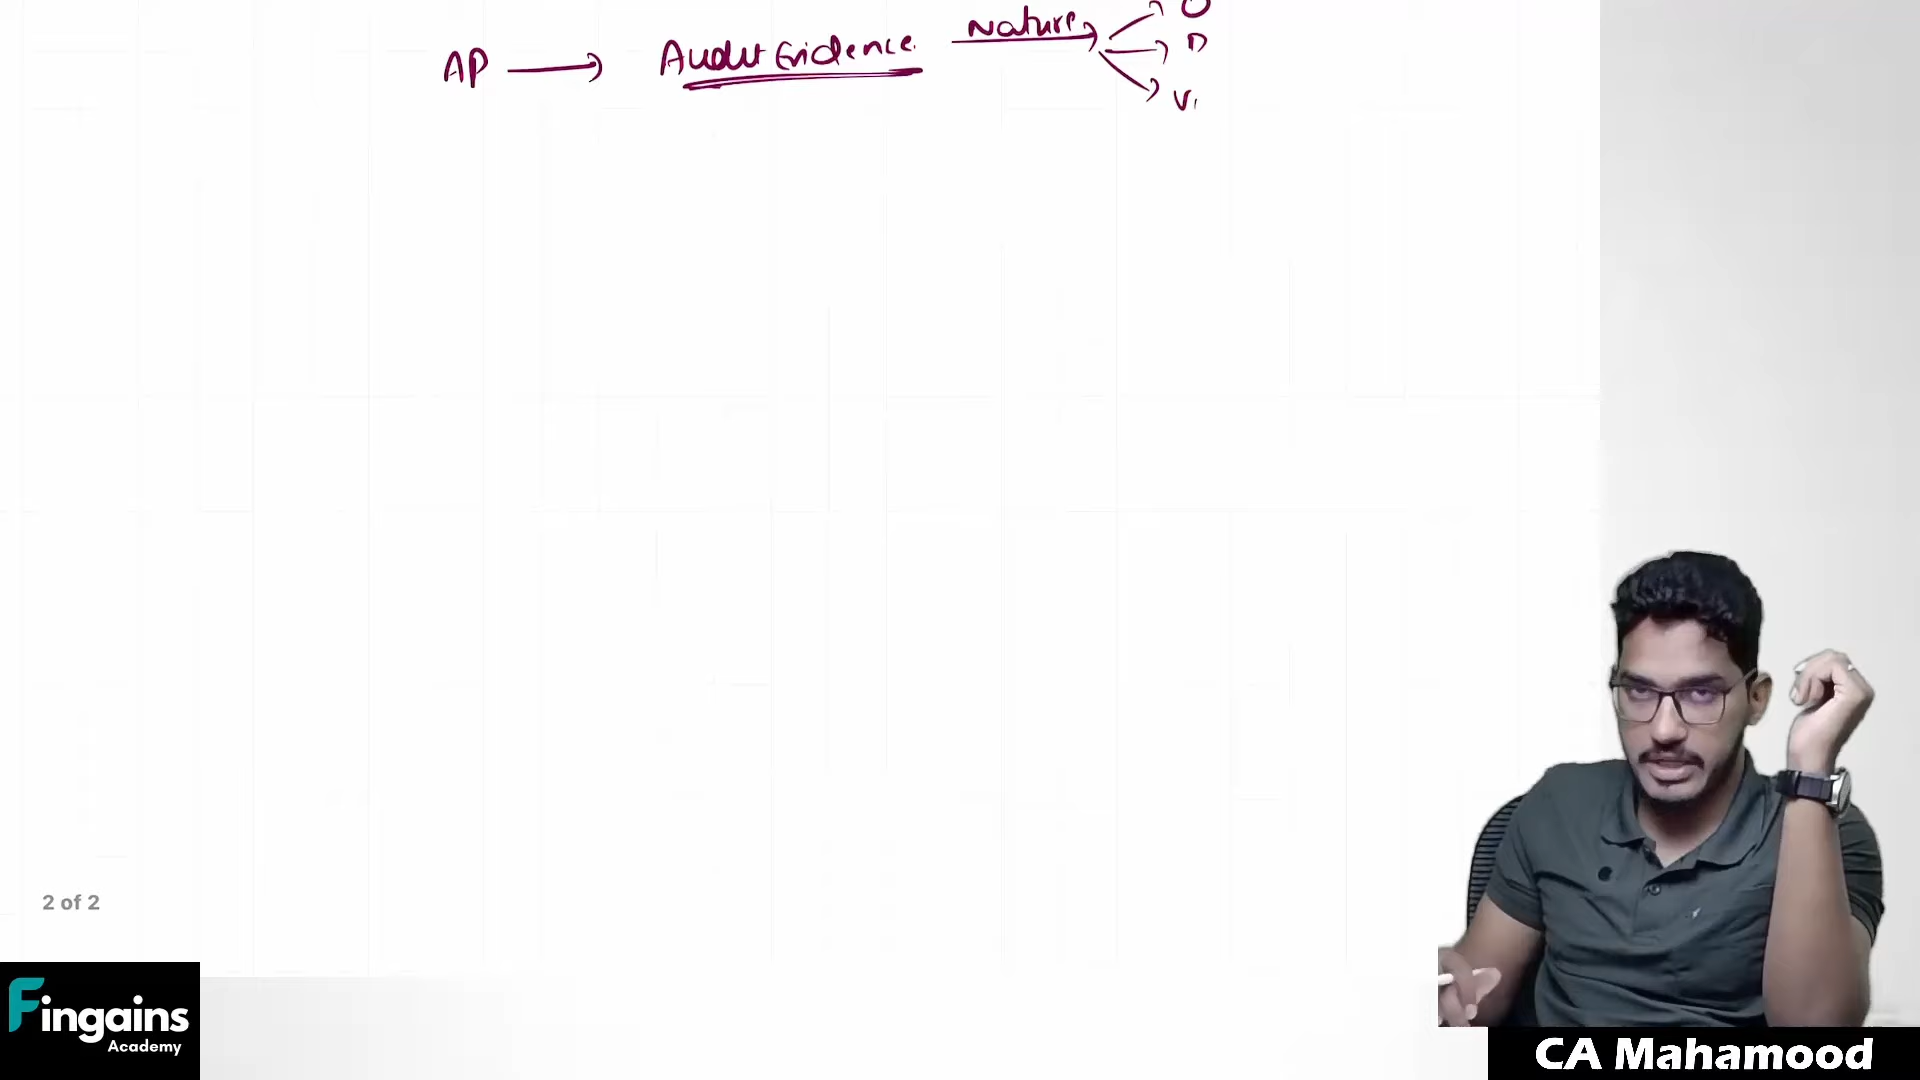 AP → Audit Evidence. Nature → O
D
V
2 of 2
Fingains
Academy
CA Mahamood